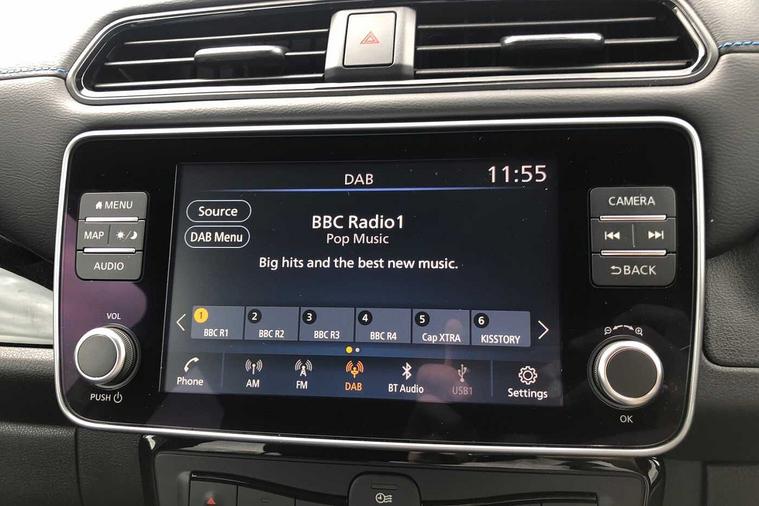 DAB
11:55
Source
DAB Menu
BBC Radio1
Pop Music
Big hits and the best new music.
1 BBC R1
2 BBC R2
3 BBC R3
4 BBC R4
5 Cap XTRA
6 KISSTORY
Phone
AM
FM
DAB
BT Audio
USB1
Settings
MENU
MAP
AUDIO
VOL
PUSH
CAMERA
BACK
OK